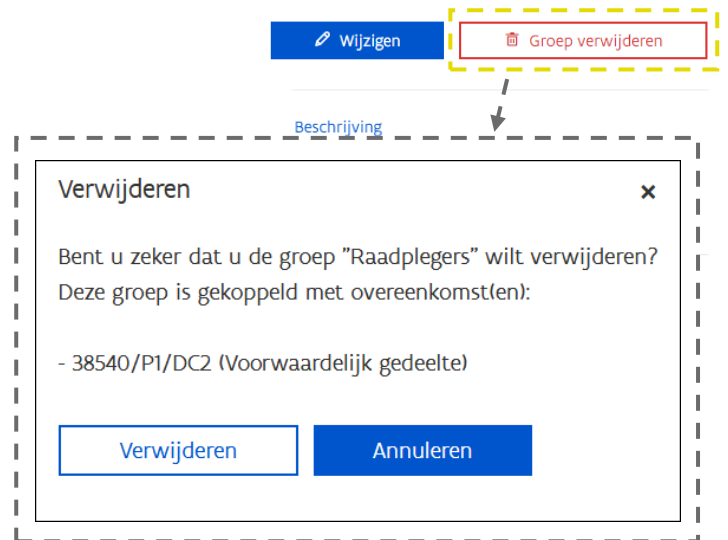 Wijzigen
Groep verwijderen
Beschrijving
Verwijderen
Bent u zeker dat u de groep "Raadplegers" wilt verwijderen?
Deze groep is gekoppeld met overeenkomst(en):
- 38540/P1/DC2 (Voorwaardelijk gedeelte)
Verwijderen
Annuleren